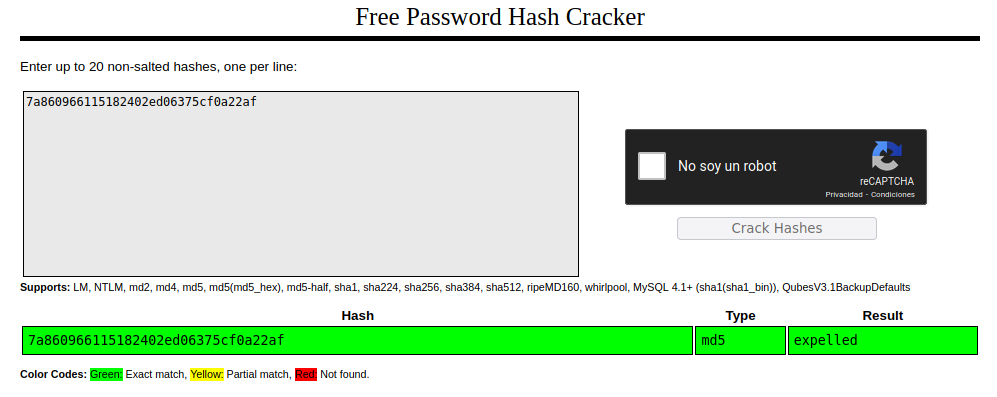 Free Password Hash Cracker
Enter up to 20 non-salted hashes, one per line:
7a860966115182402ed06375cf0a22af
No soy un robot
reCAPTCHA
Privacidad - Condiciones
Crack Hashes
Supports: LM, NTLM, md2, md4, md5, md5(md5_hex), md5-half, sha1, sha224, sha256, sha384, sha512, ripeMD160, whirlpool, MySQL 4.1+ (sha1(sha1_bin)), QubesV3.1BackupDefaults
Hash Type Result
7a860966115182402ed06375cf0a22af md5 expelled
Color Codes: Green: Exact match, Yellow: Partial match, Red: Not found.